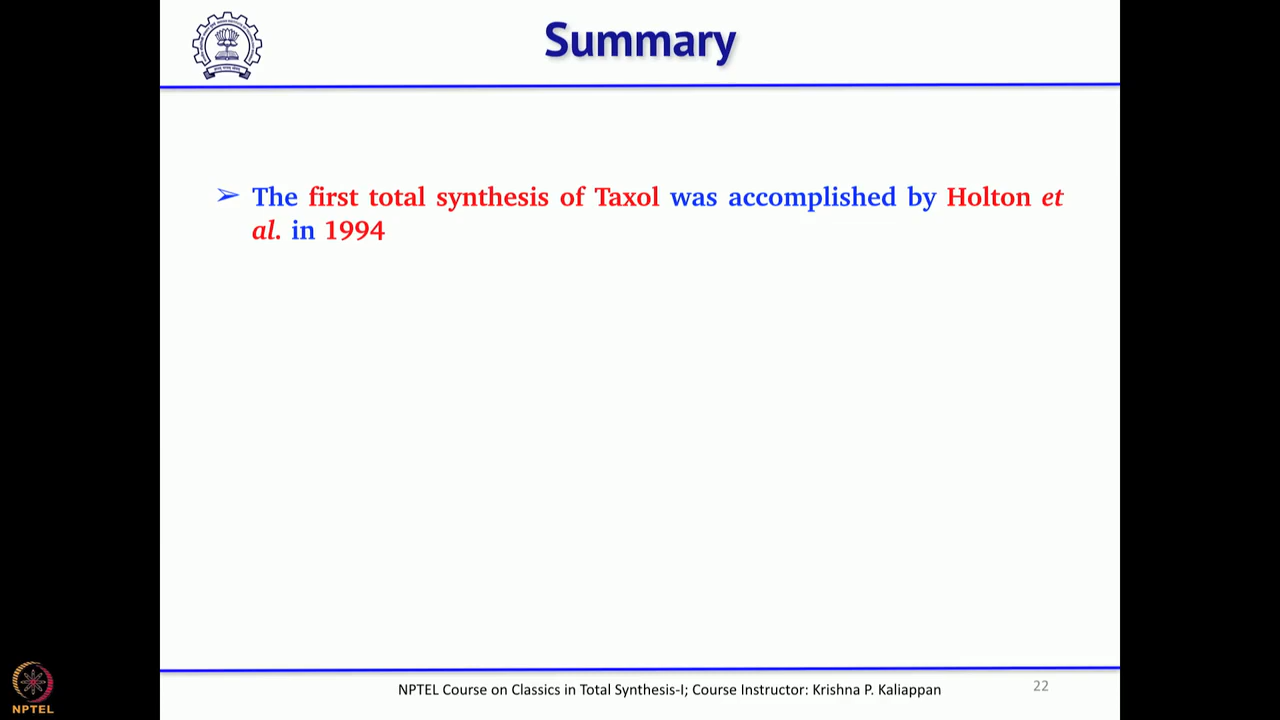 Summary
➢ The first total synthesis of Taxol was accomplished by Holton et
al. in 1994
NPTEL Course on Classics in Total Synthesis-I; Course Instructor: Krishna P. Kaliappan
22
NPTEL